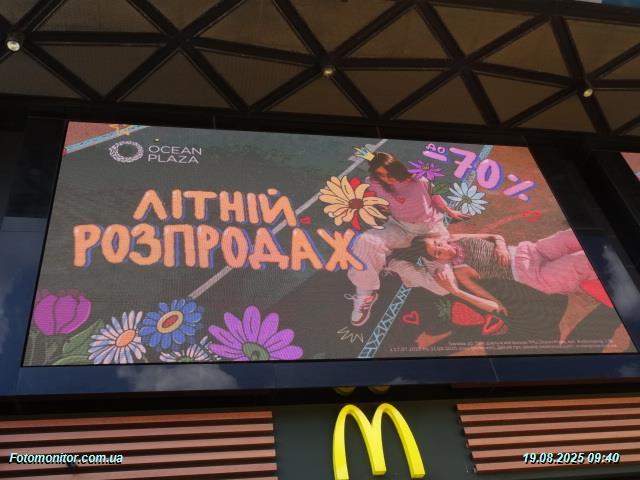 OCEAN
PLAZA
до
-70%
ЛІТНІЙ
РОЗПРОДАЖ
Fotomonitor.com.ua
19.08.2025 09:40